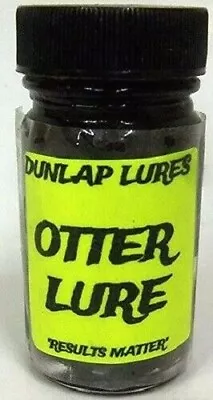 DUNLAP LURES
OTTER
LURE
"RESULTS MATTER"